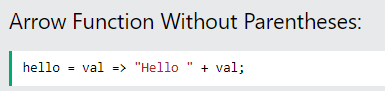 Arrow Function Without Parentheses:
hello = val => "Hello " + val;